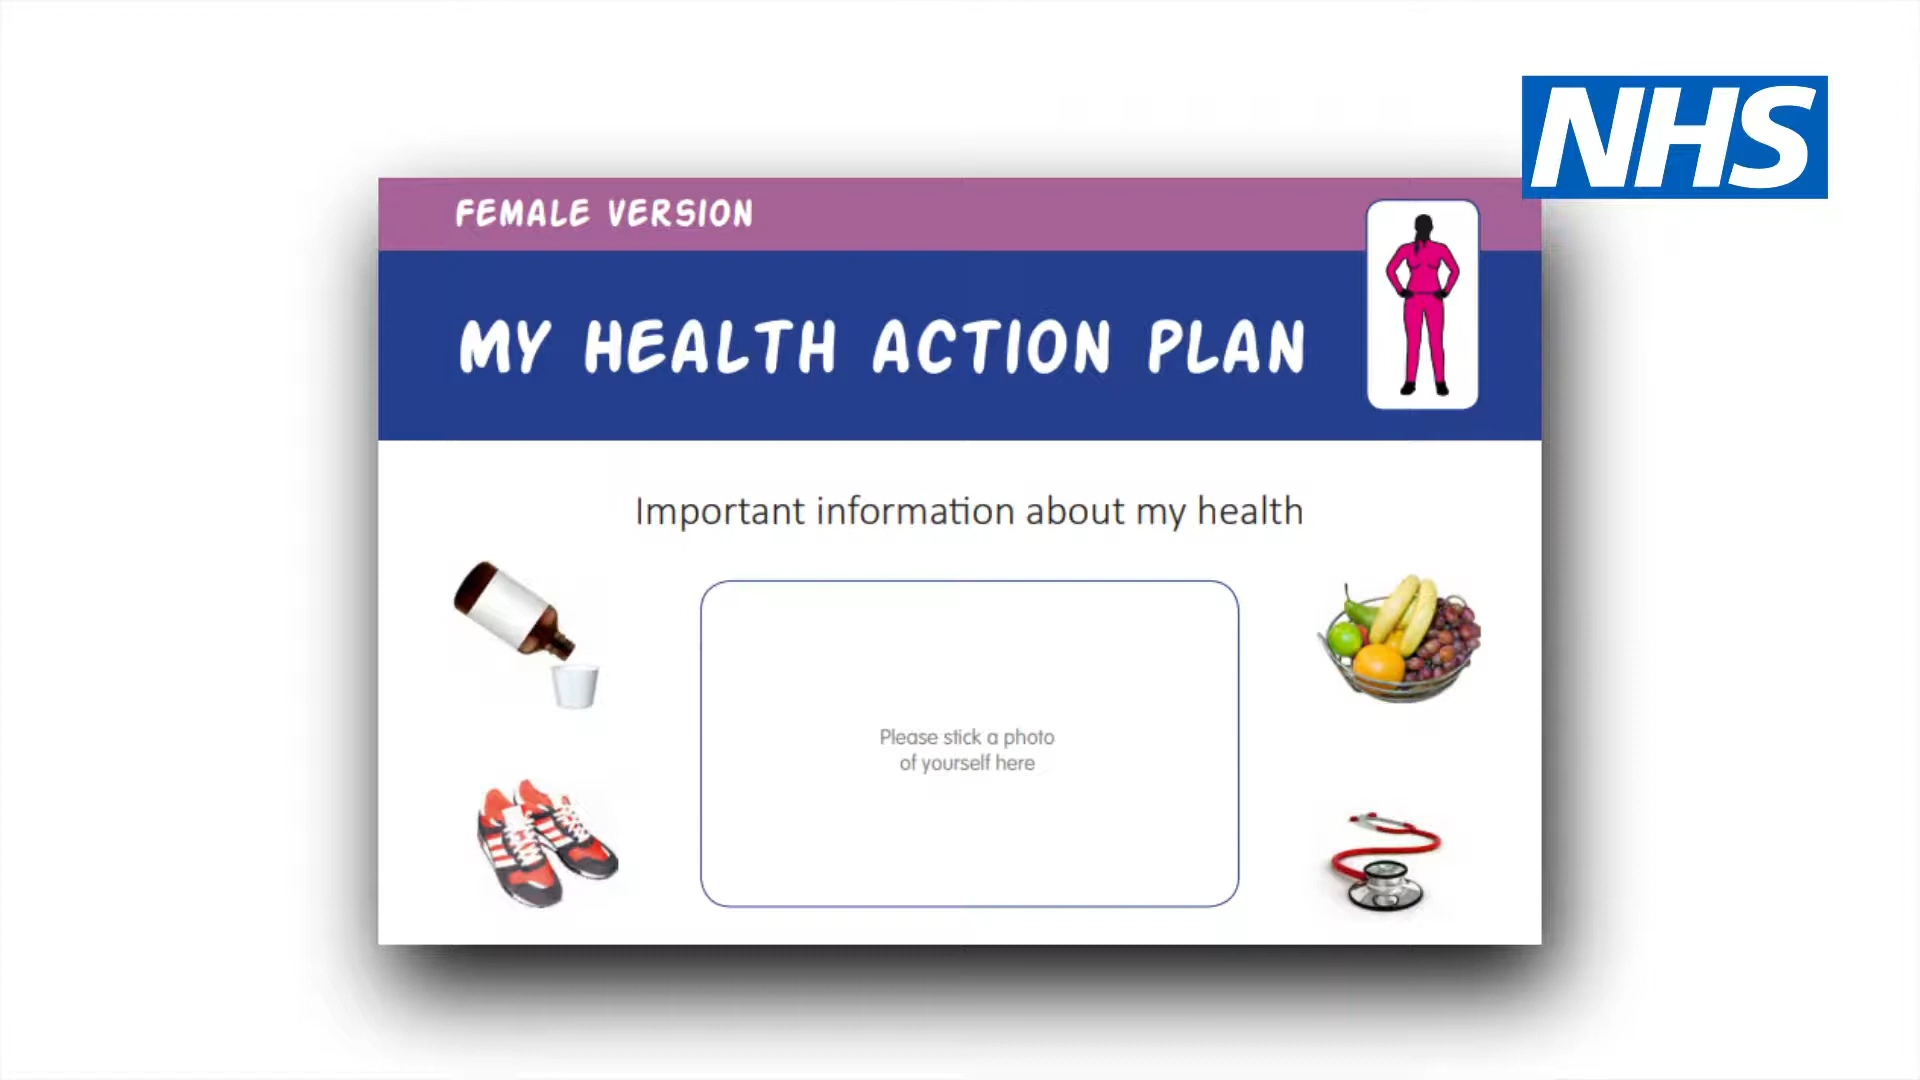 NHS
FEMALE VERSION
MY HEALTH ACTION PLAN
Important information about my health
Please stick a photo
of yourself here